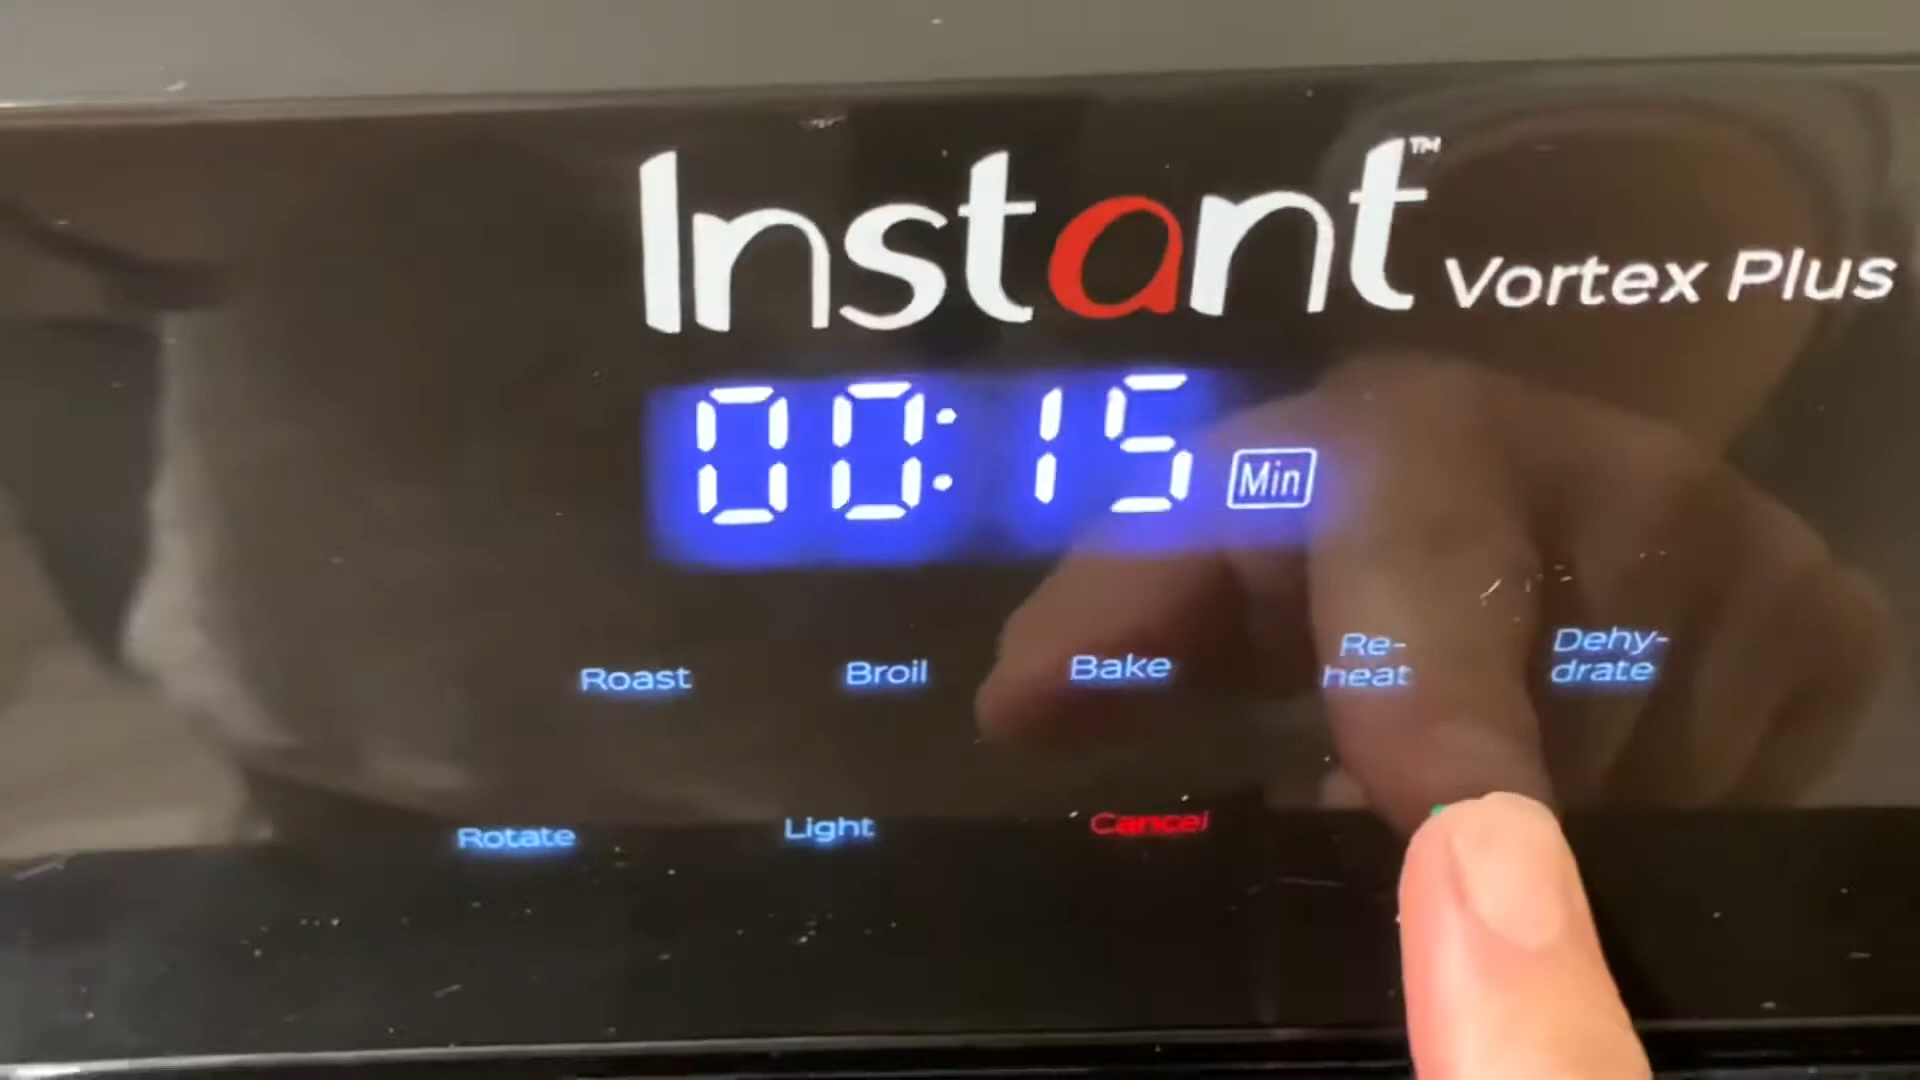 Instant™ Vortex Plus
00:15 Min
Roast Broil Bake Re-heat Dehy-drate
Rotate Light Cancel